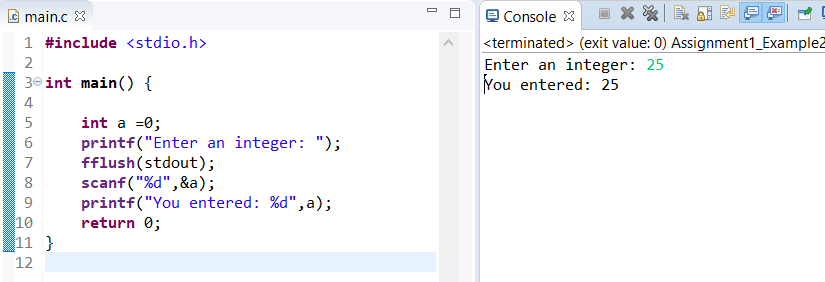 main.c
1 #include <stdio.h>
2
3 int main() {
4
5     int a =0;
6     printf("Enter an integer: ");
7     fflush(stdout);
8     scanf("%d",&a);
9     printf("You entered: %d",a);
10     return 0;
11 }
12
Console
<terminated> (exit value: 0) Assignment1_Example2
Enter an integer: 25
You entered: 25